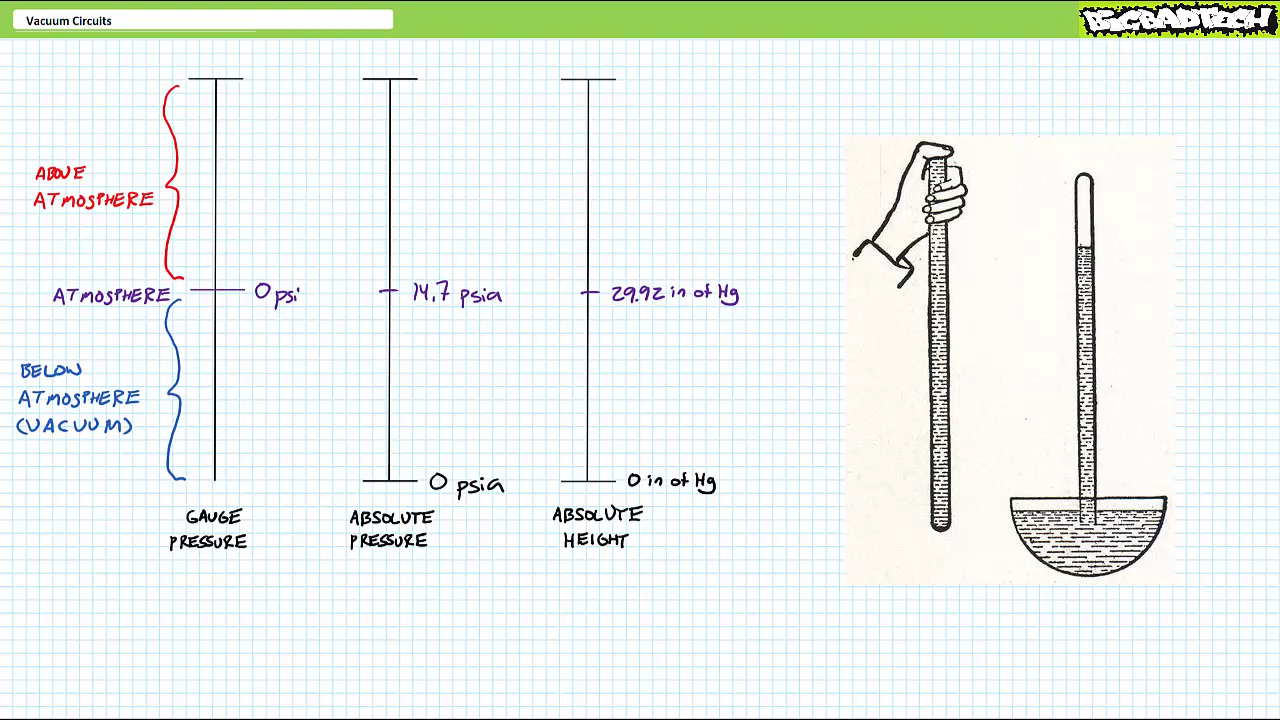 Vacuum Circuits
BIGBADTECH
ABOVE
ATMOSPHERE
ATMOSPHERE
0 psi
14.7 psia
29.92 in of Hg
BELOW
ATMOSPHERE
(VACUUM)
0 psia
0 in of Hg
GAUGE
PRESSURE
ABSOLUTE
PRESSURE
ABSOLUTE
HEIGHT